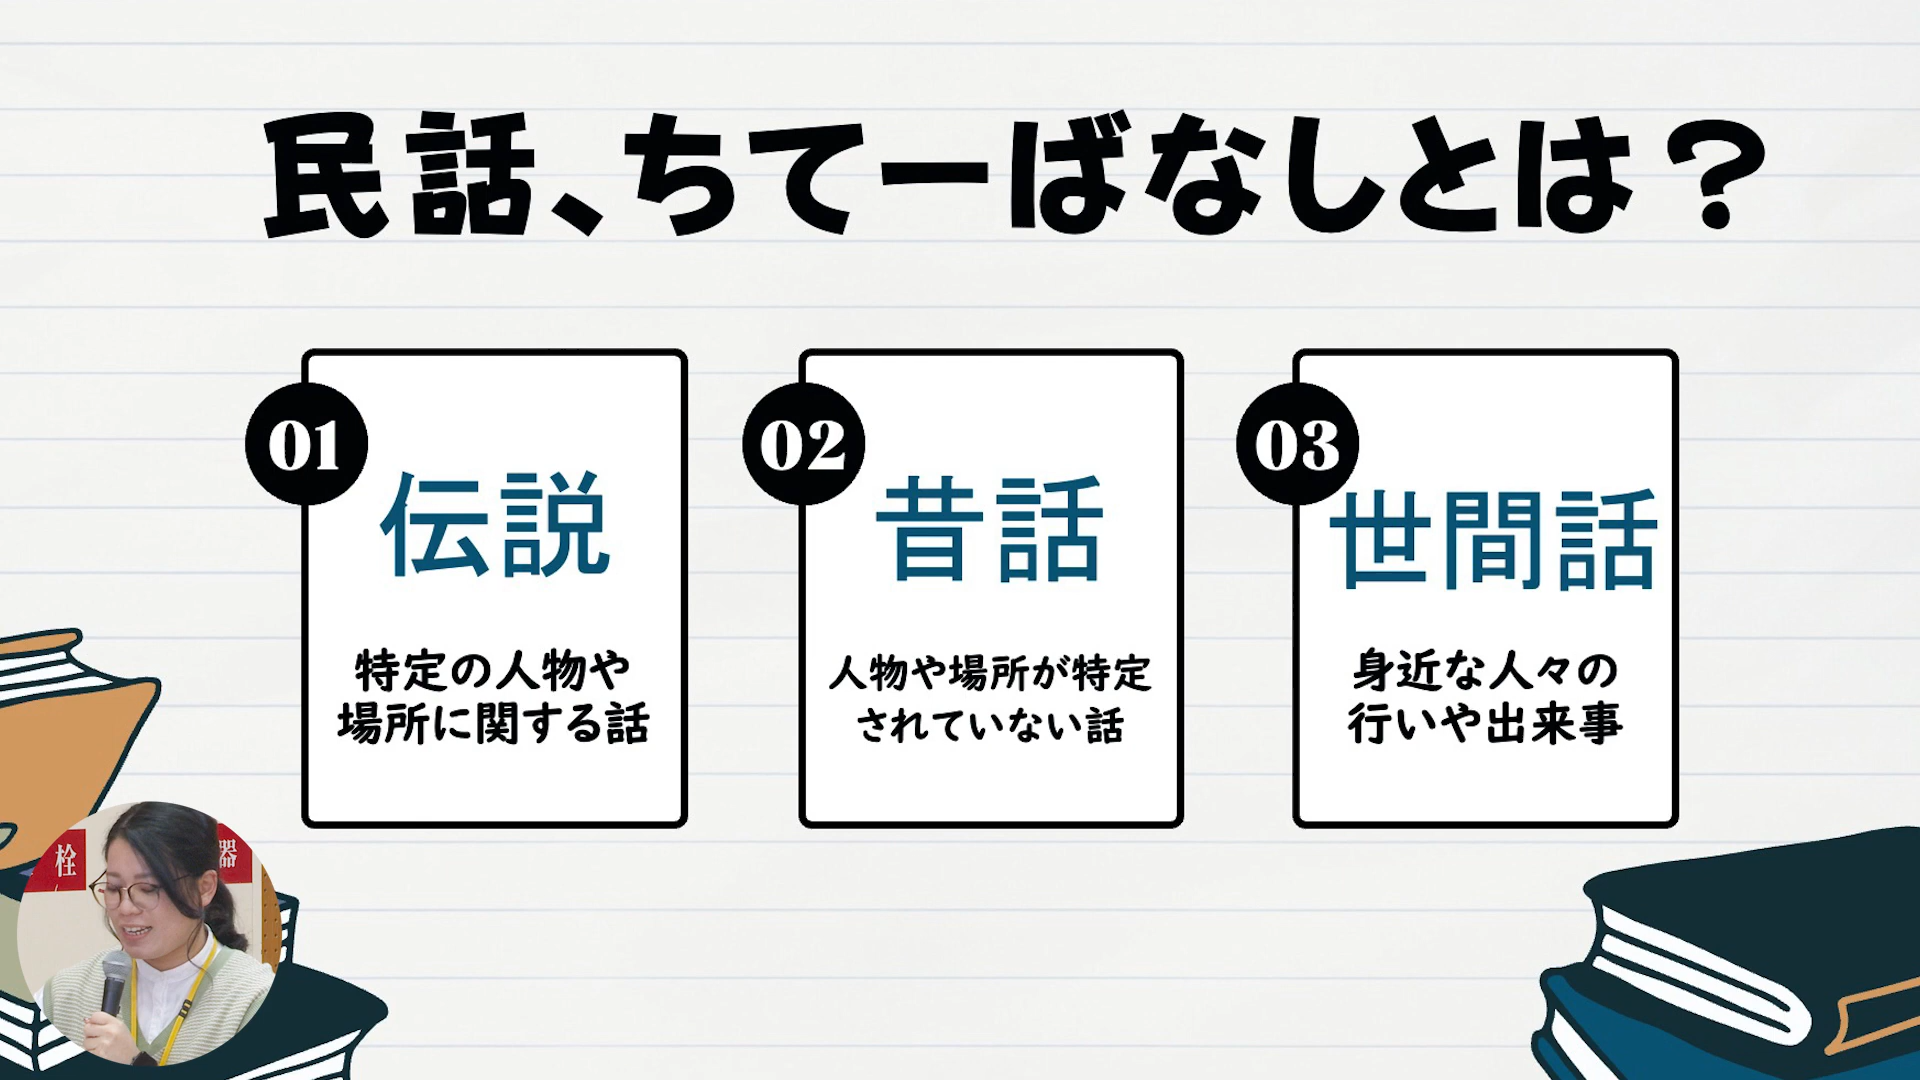 民話、ちてーばなしとは？
01
伝説
特定の人物や
場所に関する話
02
昔話
人物や場所が特定
されていない話
03
世間話
身近な人々の
行いや出来事
栓
器